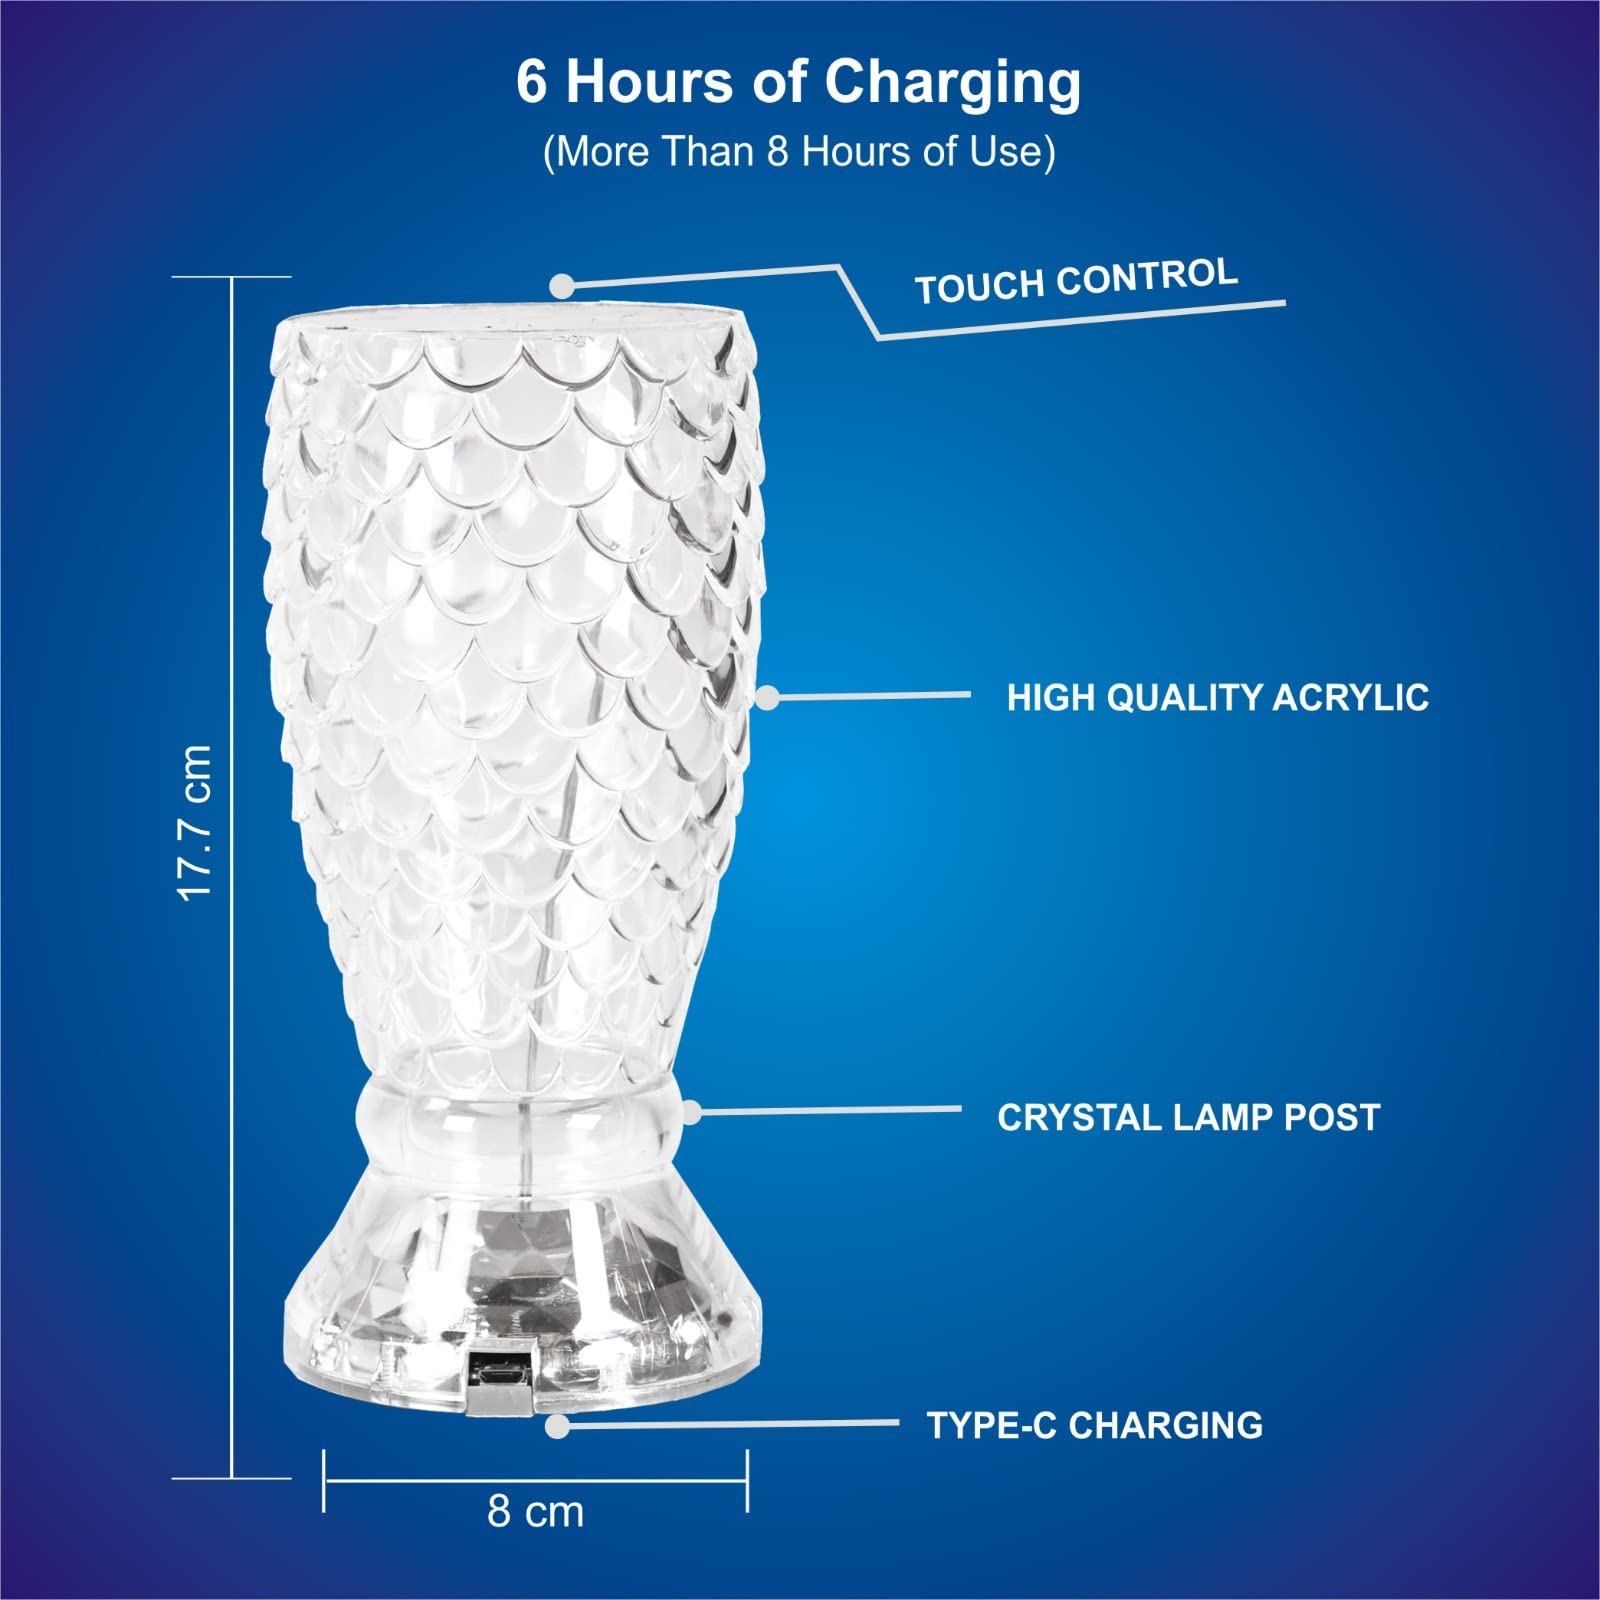 6 Hours of Charging
(More Than 8 Hours of Use)
TOUCH CONTROL
HIGH QUALITY ACRYLIC
17.7 cm
CRYSTAL LAMP POST
TYPE-C CHARGING
8 cm